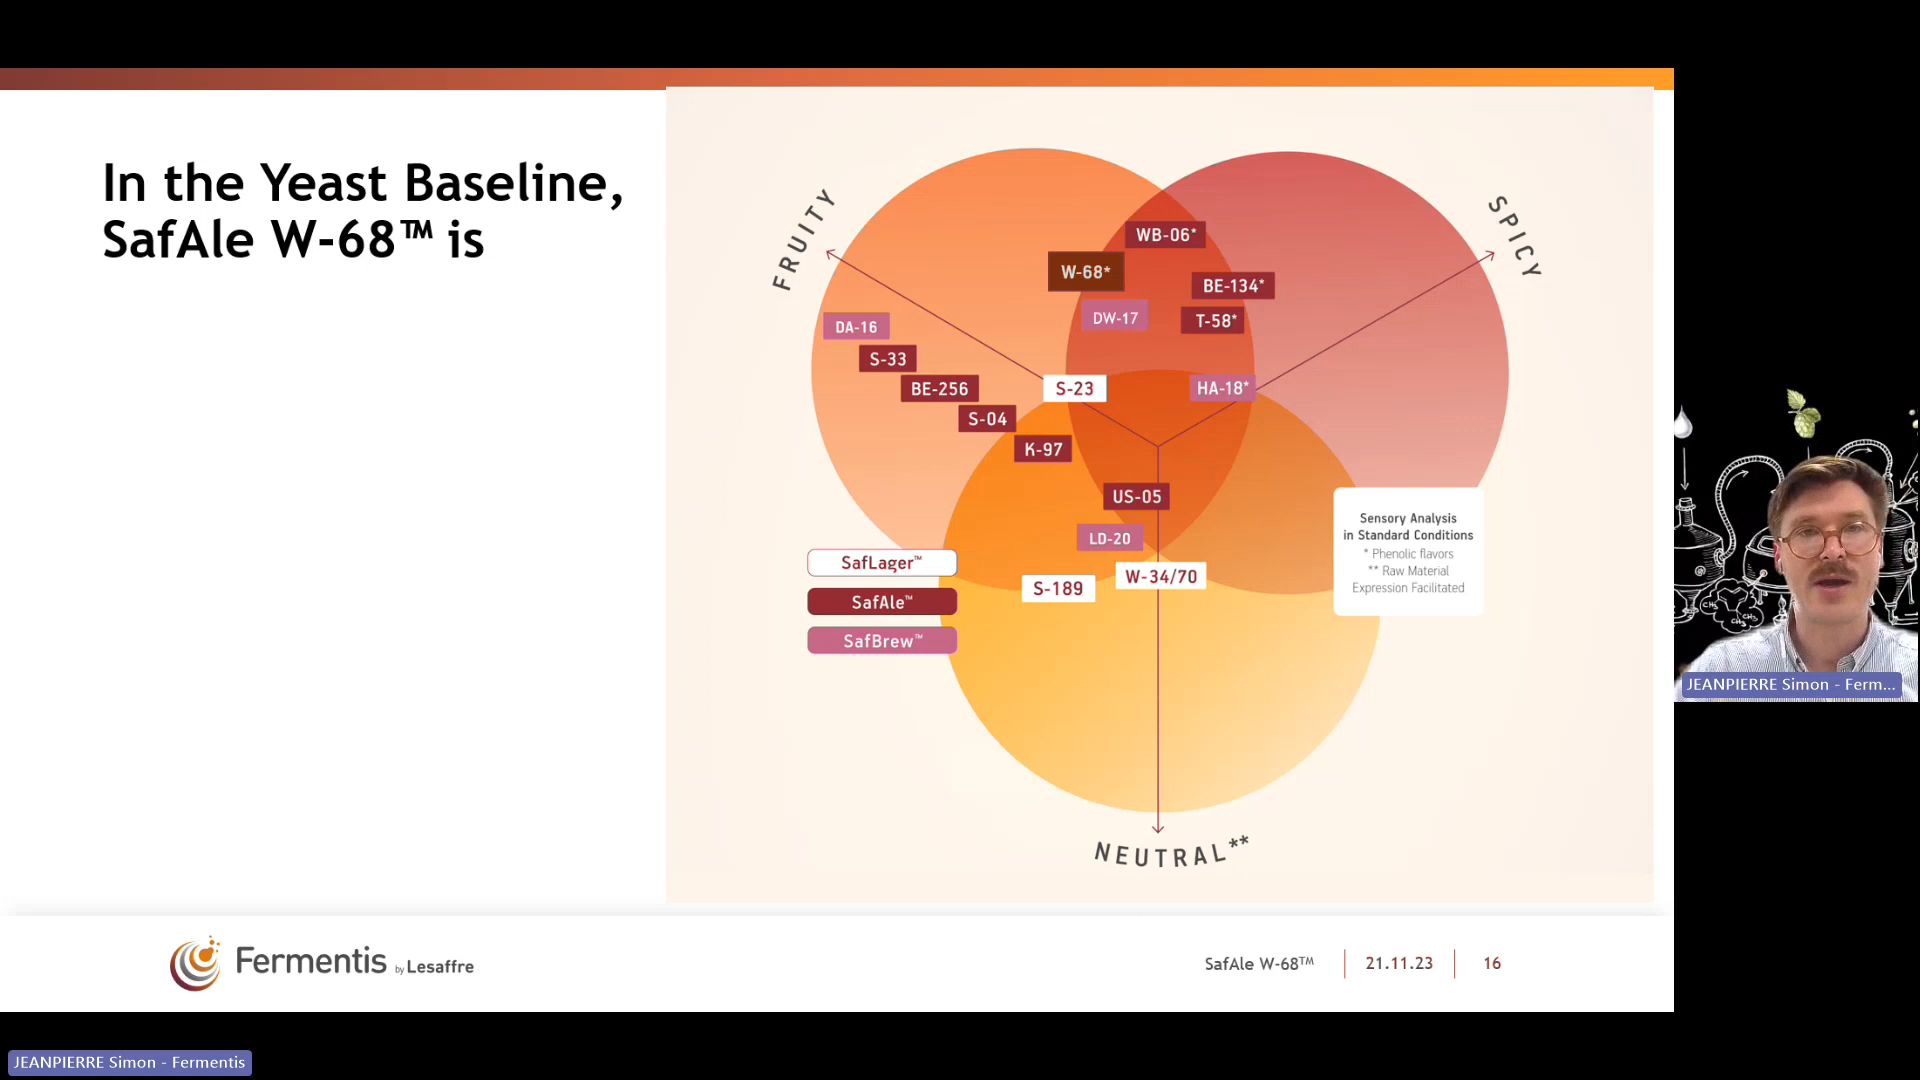 In the Yeast Baseline,
SafAle W-68™ is
FRUITY
SPICY
WB-06*
W-68*
BE-134*
DW-17
T-58*
DA-16
S-33
BE-256
S-23
HA-18*
S-04
K-97
US-05
LD-20
W-34/70
S-189
SafLager™
SafAle™
SafBrew™
Sensory Analysis
in Standard Conditions
* Phenolic flavors
** Raw Material
Expression Facilitated
NEUTRAL**
Fermentis by Lesaffre
SafAle W-68™ 21.11.23 16
CH3
CH3
JEANPIERRE Simon - Ferm...
JEANPIERRE Simon - Fermentis